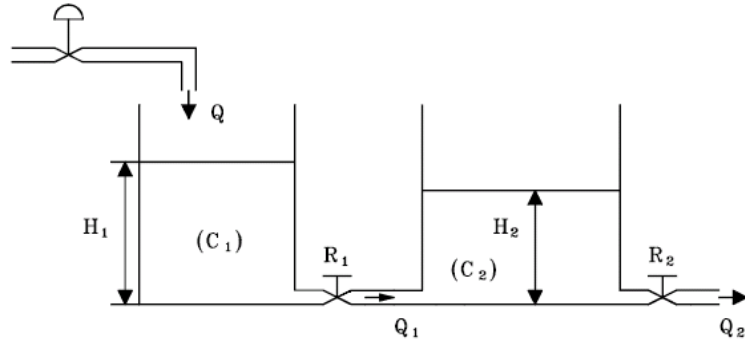 Q
H₁
(C₁)
R₁
Q₁
H₂
(C₂)
R₂
Q₂